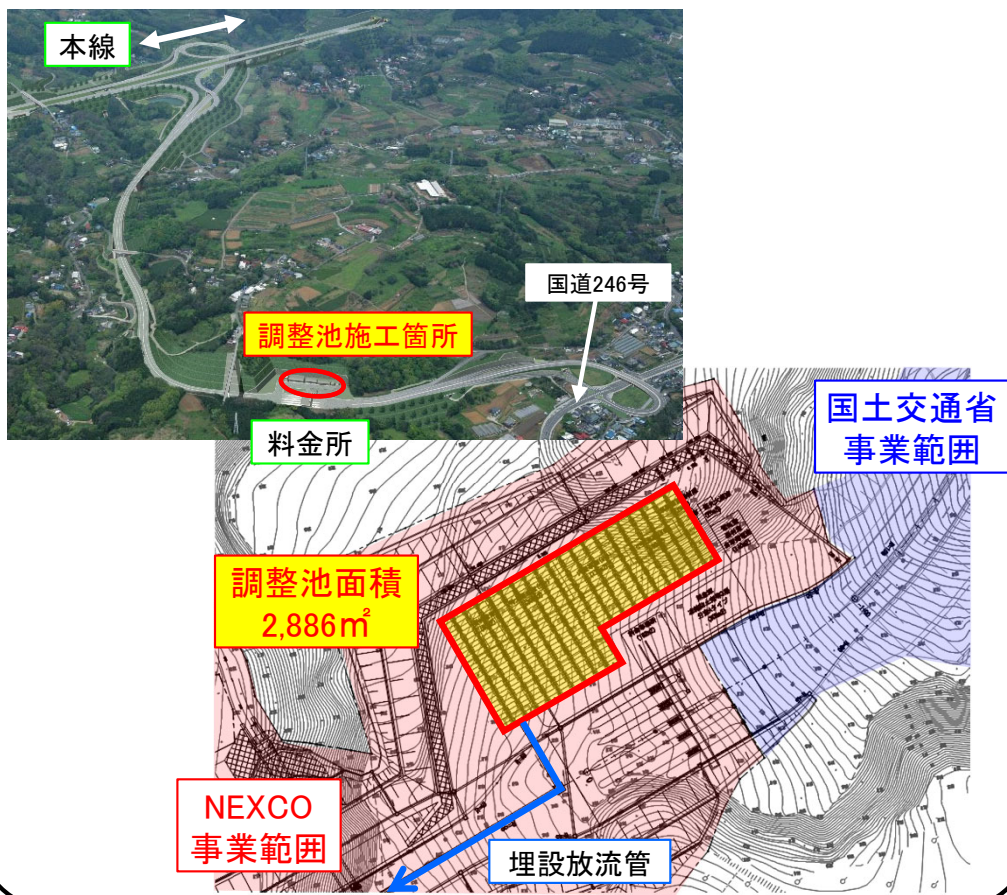 本線
国道246号
調整池施工箇所
料金所
国土交通省
事業範囲
調整池面積
2,886㎡
NEXCO
事業範囲
埋設放流管